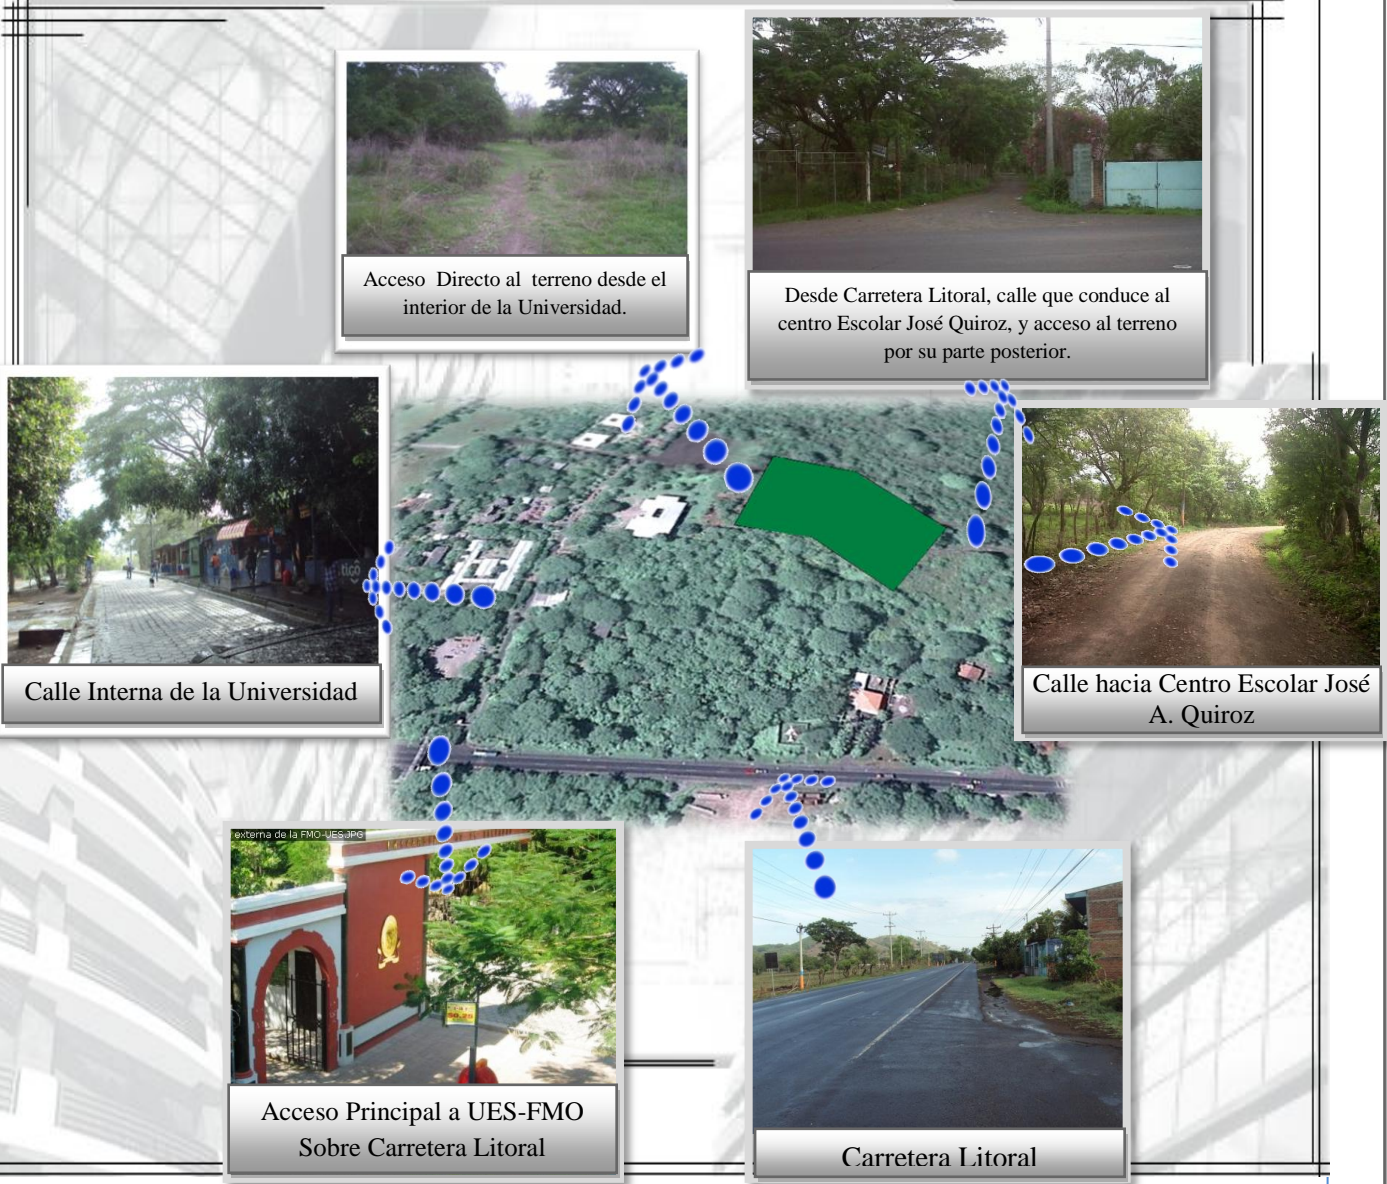 Acceso Directo al terreno desde el
interior de la Universidad.
Desde Carretera Litoral, calle que conduce al
centro Escolar José Quiroz, y acceso al terreno
por su parte posterior.
tigo
Calle Interna de la Universidad
Calle hacia Centro Escolar José
A. Quiroz
externa de la FMO-UES.JPG
Acceso Principal a UES-FMO
Sobre Carretera Litoral
Carretera Litoral